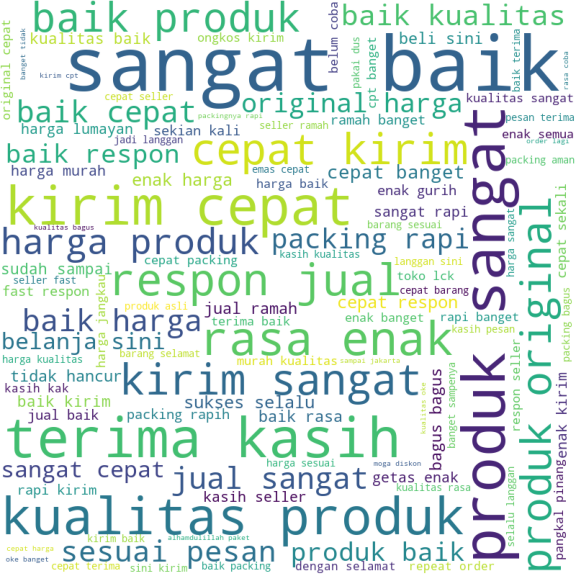 original cepat
banget tidak
baik produk
belum coba
baik kualitas
kualitas baik
ongkos kirim
beli sini
baik terima
rasa coba
sangat baik
pakai dus
cpt banget
kirim cpt
cepat seller
packingnya rapi
original harga
kualitas sangat
baik cepat
ramah banget
pesan terima
harga lumayan
sekian kali
seller ramah
enak semua
order lagi
jadi langgan
baik respon
cepat kirim
packing aman
harga murah
emas cepat
cepat banget
enak harga
harga baik
enak gurih
kirim cepat
sangat rapi
produk sangat
produk original
harga sangat
cepat sekali
kualitas bagus
barang sesuai
harga produk
packing rapi
kasih kualitas
langgan sini
sudah sampai
cepat packing
respon jual
toko lck
seller fast
fast respon
harga jangkau
cepat barang
packing bagus
produk asli
jual ramah
cepat respon
baik harga
terima baik
enak banget
rapi banget
kasih pesan
belanja sini
rasa enak
respon seller
harga kualitas
barang selamat
murah kualitas
sampai jakarta
tidak hancur
kirim sangat
kasih kak
bagus bagus
banget sampenya
kualitas oke
pangkal pinang
enak kirim
baik kirim
sukses selalu
jual baik
packing rapih
baik rasa
terima kasih
selalu langgan
harga sesuai
moga diskon
sangat cepat
jual sangat
getas enak
rapi kirim
kasih seller
kualitas rasa
kualitas produk
kirim baik
alhamdulillah paket
cepat harga
oke banget
sesuai pesan
produk baik
cepat terima
sini kirim
baik packing
dengan selamat
repeat order